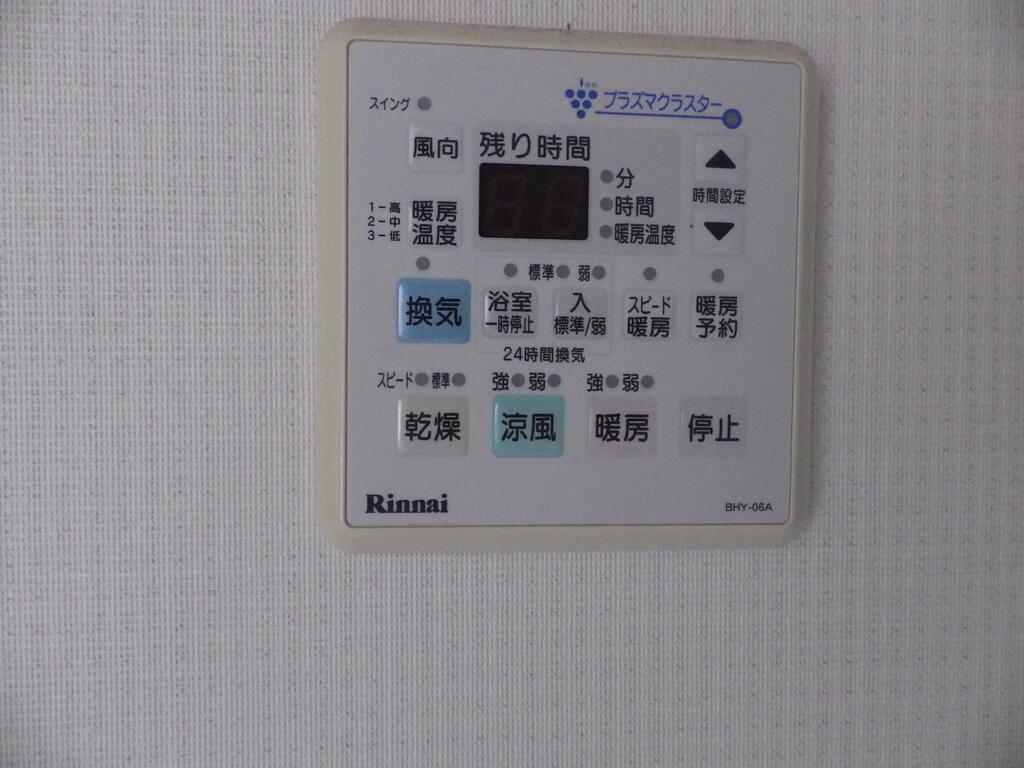 ion
プラズマクラスター
スイング
風向
残り時間
分
時間
暖房温度
時間設定
1-高
2-中
3-低
暖房
温度
標準 弱
換気
浴室
一時停止
入
標準/弱
スピード
暖房
暖房
予約
24時間換気
スピード 標準 強 弱 強 弱
乾燥 涼風 暖房 停止
Rinnai
BHY-06A